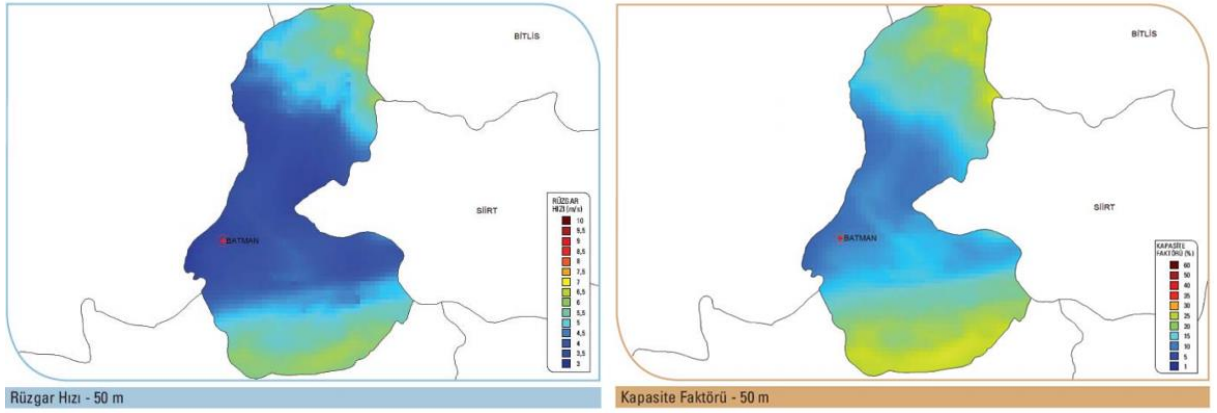 BİTLİS
SİİRT
BATMAN
RÜZGAR
HIZI (m/s)
10
9,5
9
8,5
8
7,5
7
6,5
6
5,5
5
4,5
4
3,5
3
Rüzgar Hızı - 50 m
BİTLİS
SİİRT
BATMAN
KAPASİTE
FAKTÖRÜ (%)
60
50
40
35
30
25
20
15
10
5
1
Kapasite Faktörü - 50 m